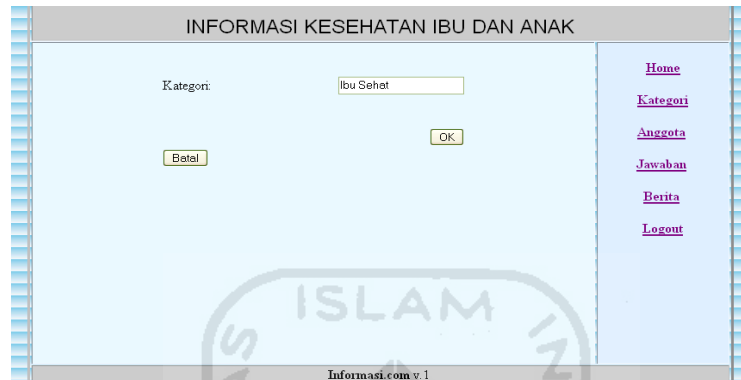 INFORMASI KESEHATAN IBU DAN ANAK
Kategori:
Ibu Sehat
OK
Batal
Home
Kategori
Anggota
Jawaban
Berita
Logout
ISLAM
Informasi.com v.1